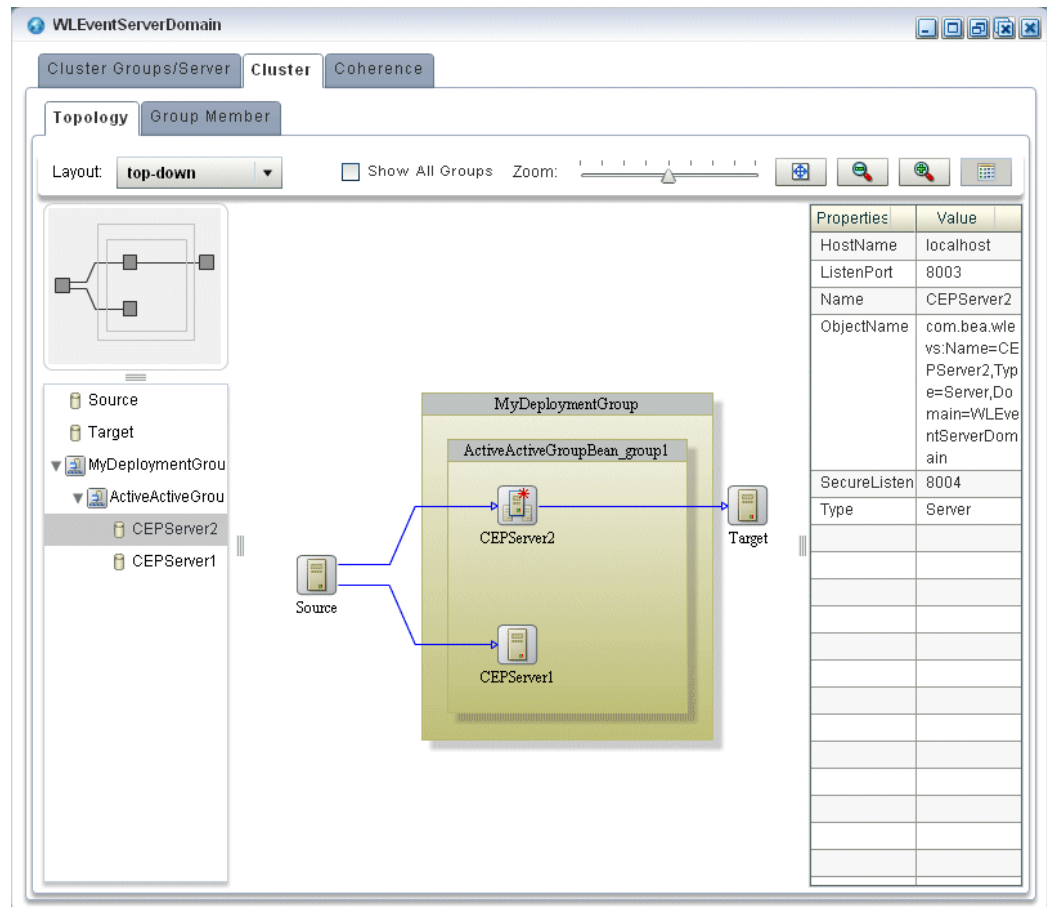 WLEventServerDomain
Cluster Groups/Server
Cluster
Coherence
Topology
Group Member
Layout:
top-down
Show All Groups
Zoom:
Source
Target
MyDeploymentGrou
ActiveActiveGrou
CEPServer2
CEPServer1
MyDeploymentGroup
ActiveActiveGroupBean_group1
CEPServer2
Target
Source
CEPServer1
Properties Value
HostName localhost
ListenPort 8003
Name CEPServer2
ObjectName com.bea.wle
vs:Name=CE
PServer2,Typ
e=Server,Do
main=WLEve
ntServerDom
ain
SecureListen 8004
Type Server